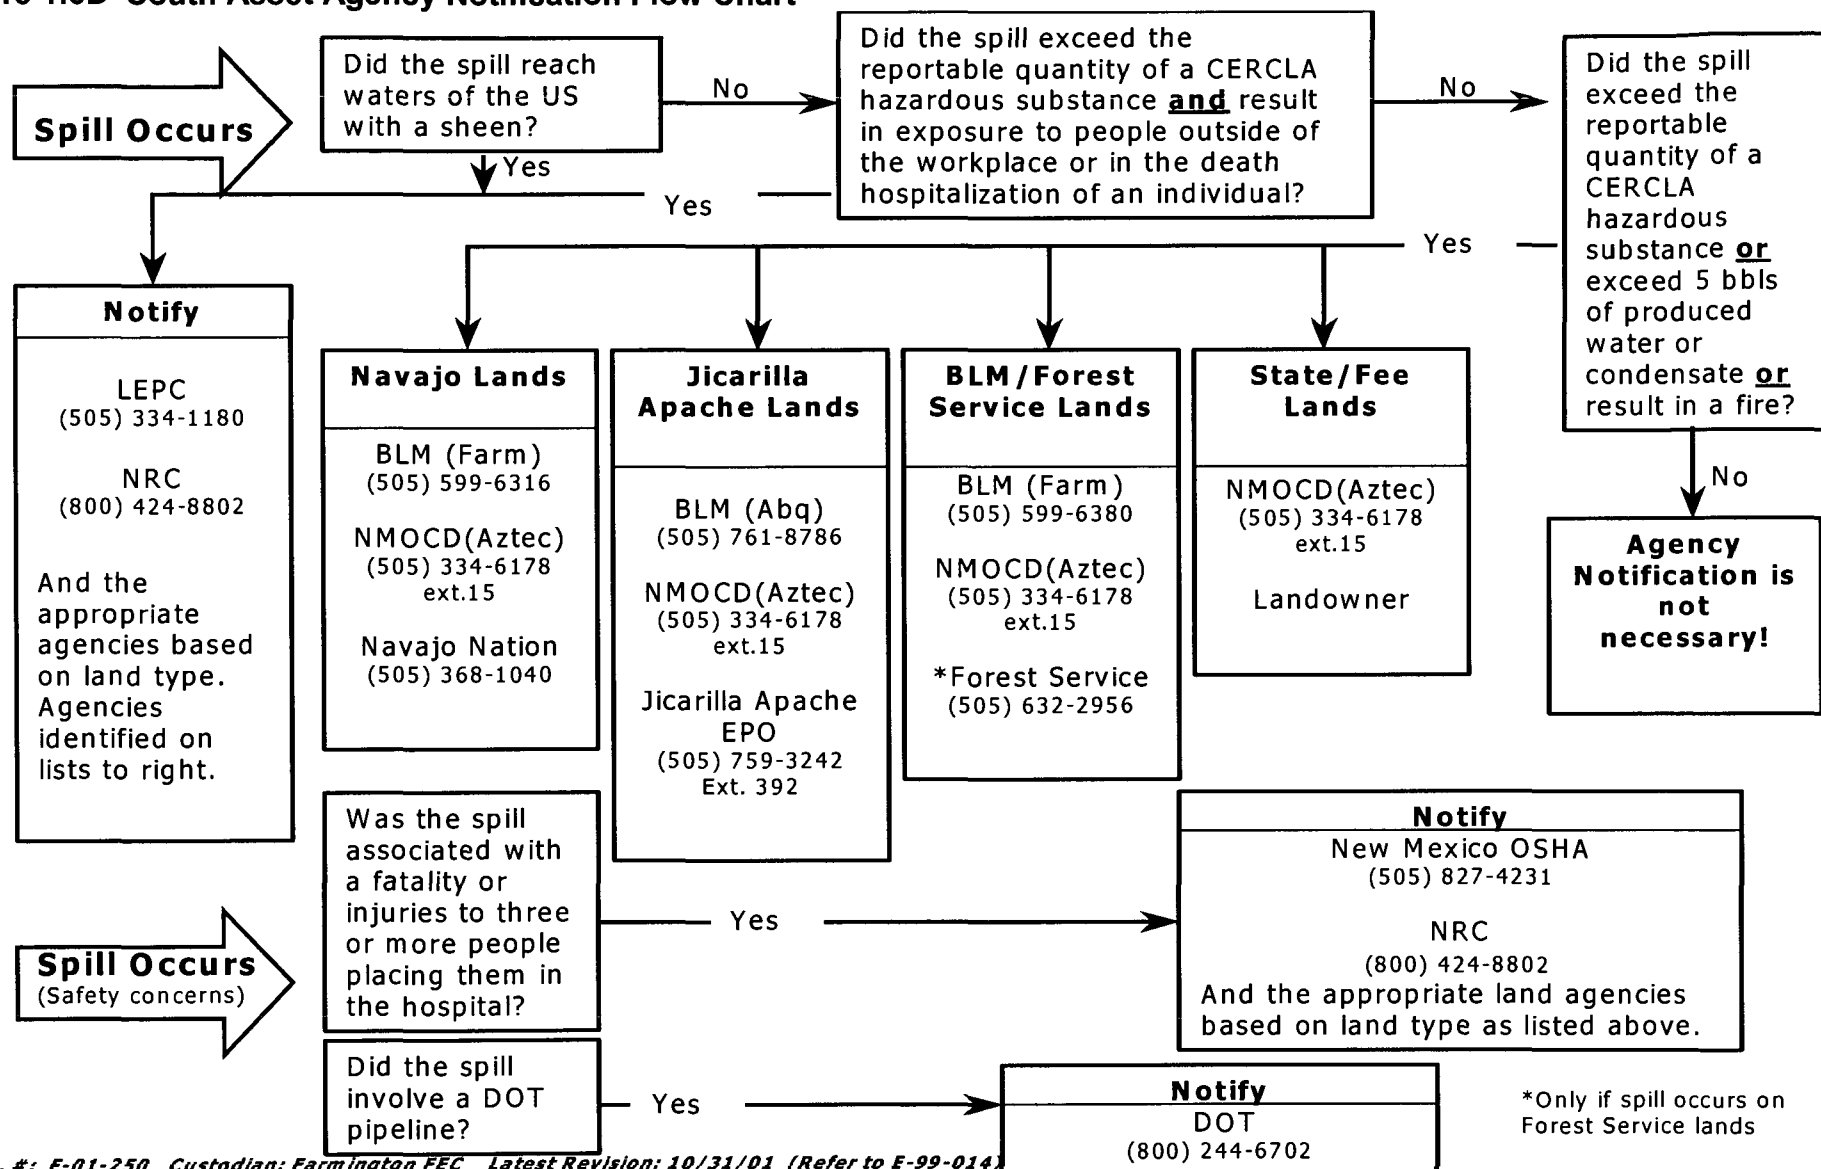 South Asset Agency Notification Flow Chart
Spill Occurs
Did the spill reach
waters of the US
with a sheen?
No
Yes
Did the spill exceed the
reportable quantity of a CERCLA
hazardous substance and result
in exposure to people outside of
the workplace or in the death
hospitalization of an individual?
No
Yes
Did the spill
exceed the
reportable
quantity of a
CERCLA
hazardous
substance or
exceed 5 bbls
of produced
water or
condensate or
result in a fire?
Yes
No
Agency
Notification is
not
necessary!
Notify
LEPC
(505) 334-1180
NRC
(800) 424-8802
And the
appropriate
agencies based
on land type.
Agencies
identified on
lists to right.
Navajo Lands
BLM (Farm)
(505) 599-6316
NMOCD(Aztec)
(505) 334-6178
ext.15
Navajo Nation
(505) 368-1040
Jicarilla
Apache Lands
BLM (Abq)
(505) 761-8786
NMOCD(Aztec)
(505) 334-6178
ext.15
Jicarilla Apache
EPO
(505) 759-3242
Ext. 392
BLM/Forest
Service Lands
BLM (Farm)
(505) 599-6380
NMOCD(Aztec)
(505) 334-6178
ext.15
*Forest Service
(505) 632-2956
State/Fee
Lands
NMOCD(Aztec)
(505) 334-6178
ext.15
Landowner
Spill Occurs
(Safety concerns)
Was the spill
associated with
a fatality or
injuries to three
or more people
placing them in
the hospital?
Yes
Notify
New Mexico OSHA
(505) 827-4231
NRC
(800) 424-8802
And the appropriate land agencies
based on land type as listed above.
Did the spill
involve a DOT
pipeline?
Yes
Notify
DOT
(800) 244-6702
*Only if spill occurs on
Forest Service lands
#: E-01-250 Custodian: Farmington FEC Latest Revision: 10/31/01 (Refer to E-99-014)